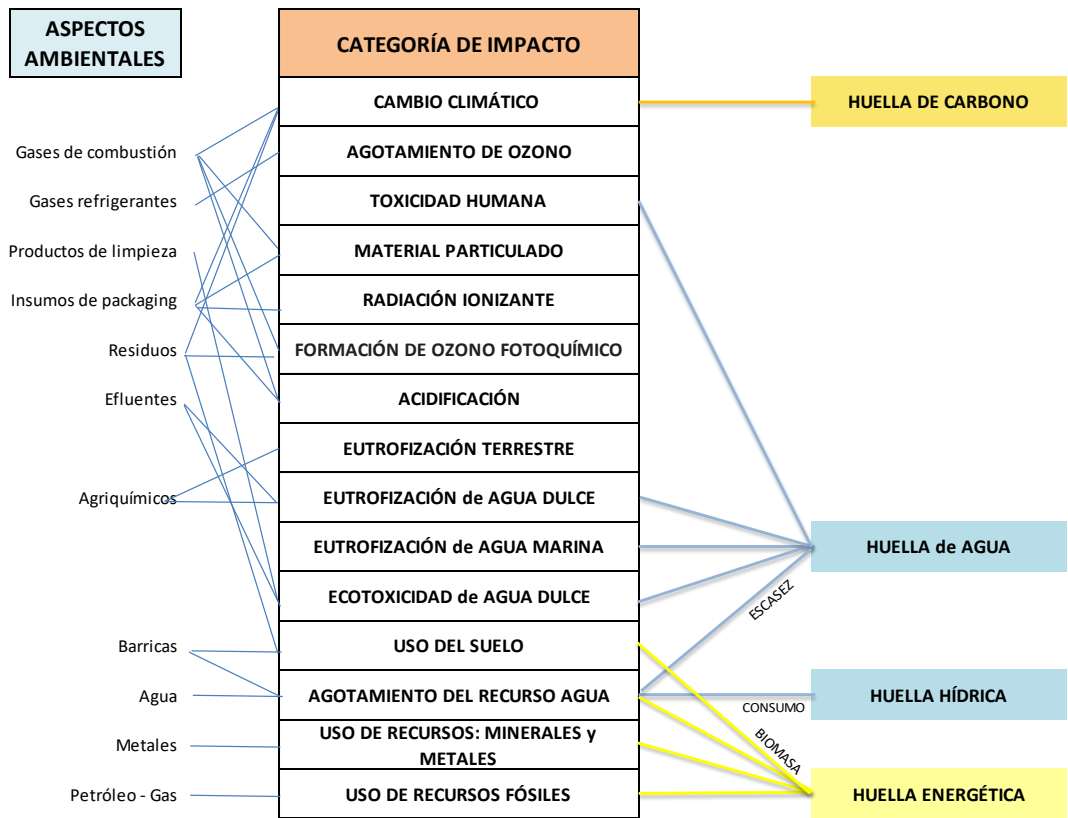 ASPECTOS
AMBIENTALES
Gases de combustión
Gases refrigerantes
Productos de limpieza
Insumos de packaging
Residuos
Efluentes
Agriquímicos
Barricas
Agua
Metales
Petróleo - Gas
CATEGORÍA DE IMPACTO
CAMBIO CLIMÁTICO
AGOTAMIENTO DE OZONO
TOXICIDAD HUMANA
MATERIAL PARTICULADO
RADIACIÓN IONIZANTE
FORMACIÓN DE OZONO FOTOQUÍMICO
ACIDIFICACIÓN
EUTROFIZACIÓN TERRESTRE
EUTROFIZACIÓN de AGUA DULCE
EUTROFIZACIÓN de AGUA MARINA
ECOTOXICIDAD de AGUA DULCE
USO DEL SUELO
AGOTAMIENTO DEL RECURSO AGUA
USO DE RECURSOS: MINERALES y
METALES
USO DE RECURSOS FÓSILES
ESCASEZ
CONSUMO
BIOMASA
HUELLA DE CARBONO
HUELLA de AGUA
HUELLA HÍDRICA
HUELLA ENERGÉTICA